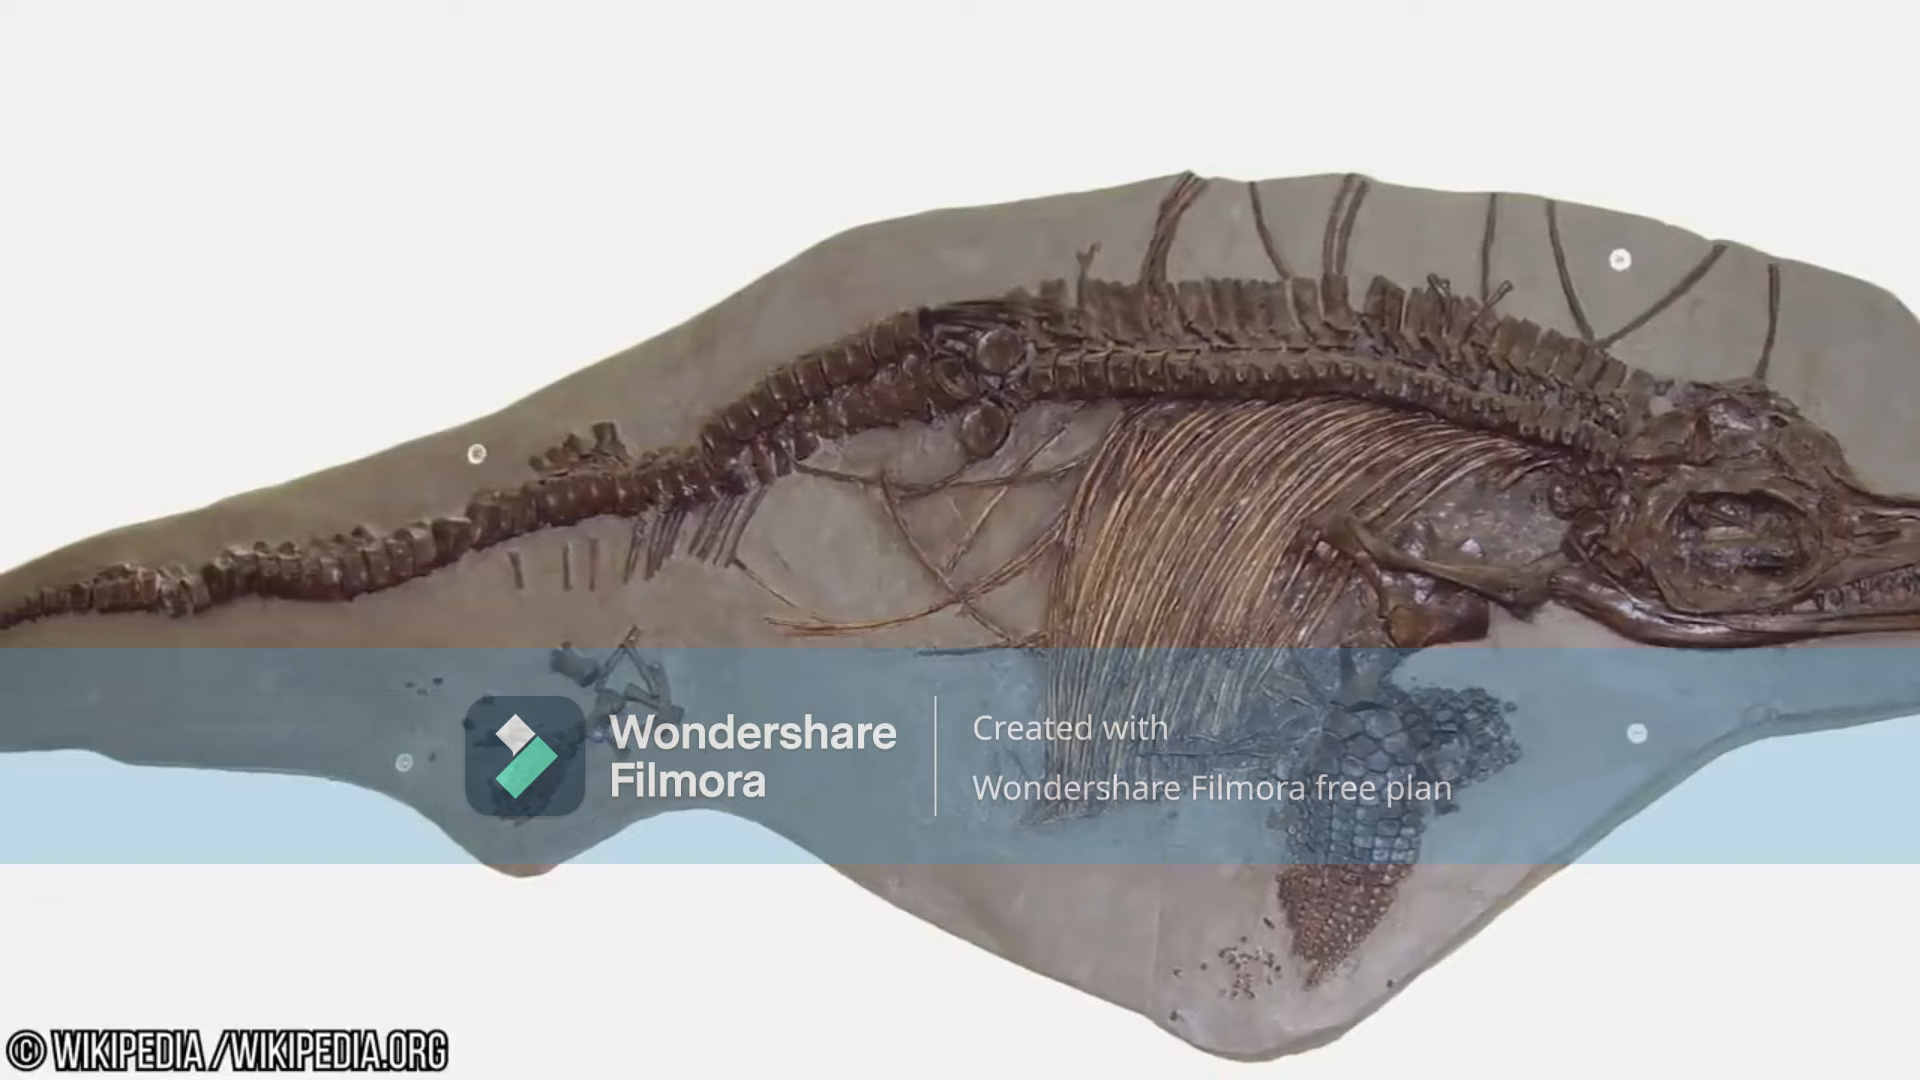 Wondershare
Filmora
Created with
Wondershare Filmora free plan
© WIKIPEDIA /WIKIPEDIA.ORG